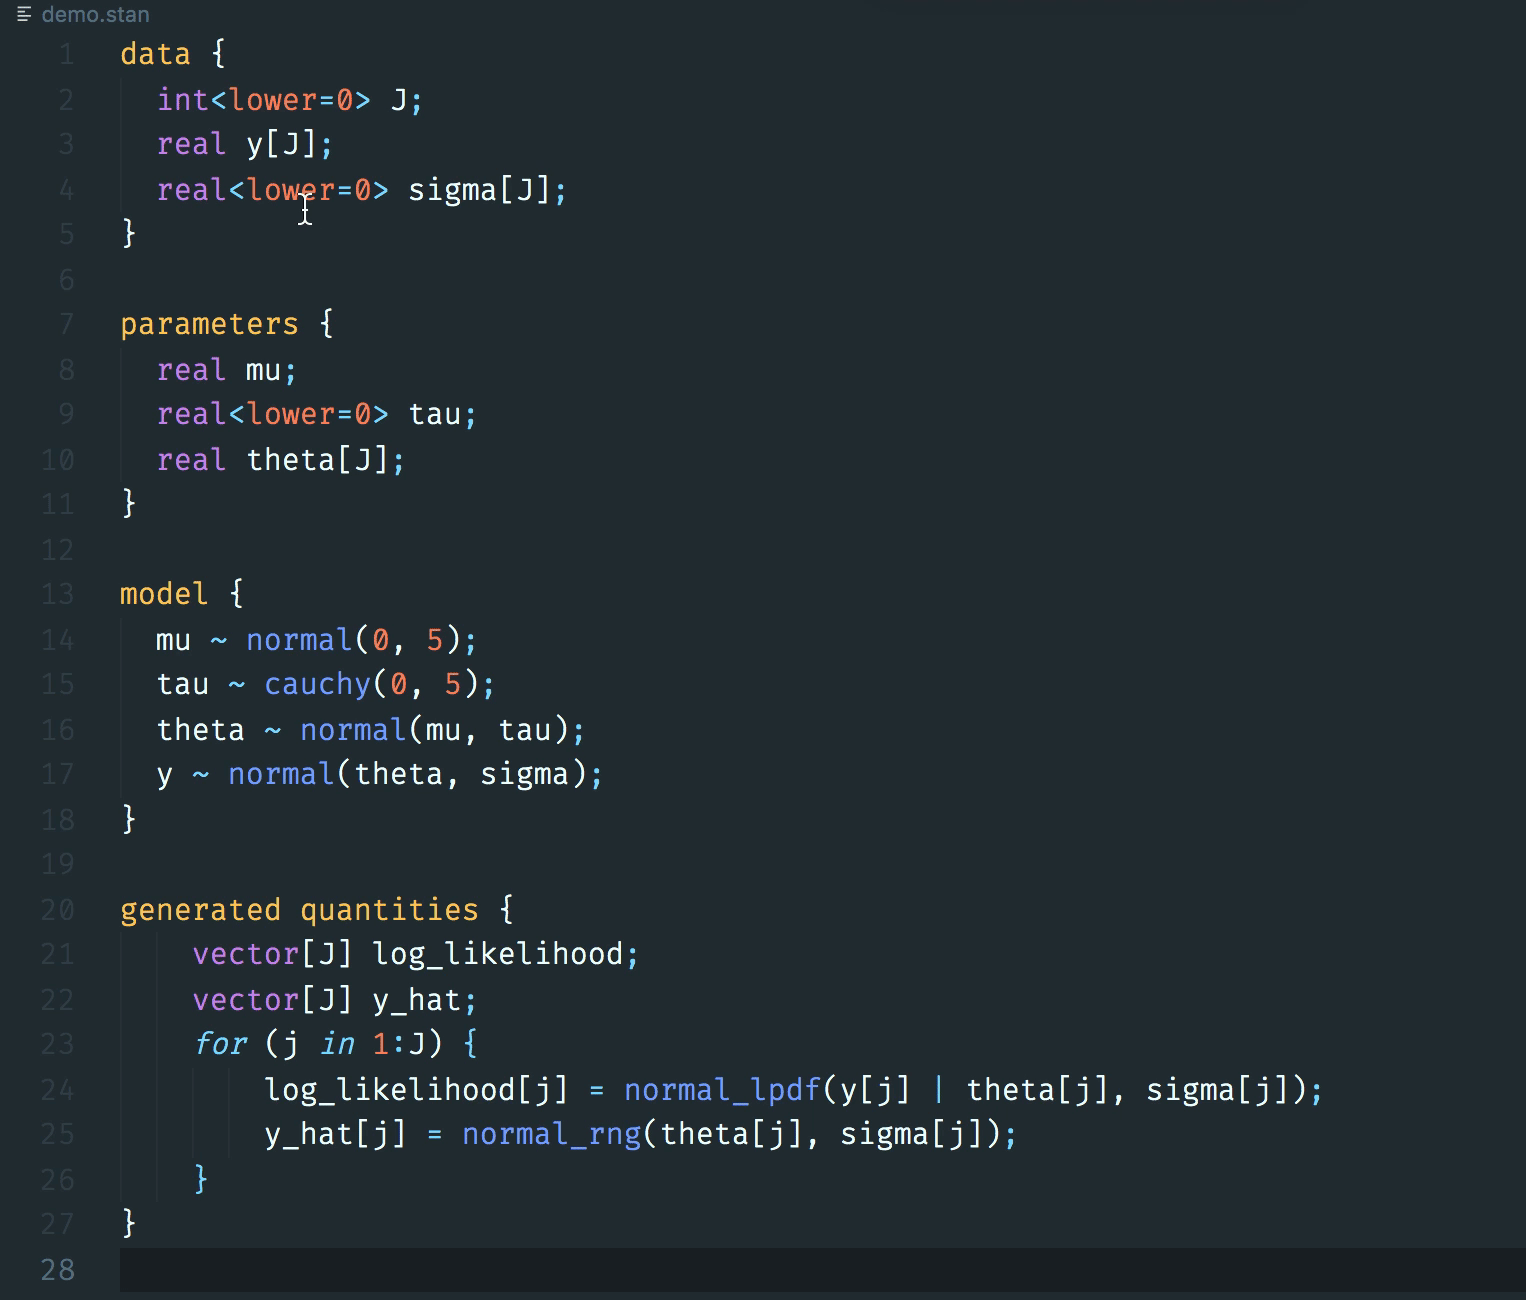 demo.stan
1 data {
2   int<lower=0> J;
3   real y[J];
4   real<lower=0> sigma[J];
5 }
6
7 parameters {
8   real mu;
9   real<lower=0> tau;
10   real theta[J];
11 }
12
13 model {
14   mu ~ normal(0, 5);
15   tau ~ cauchy(0, 5);
16   theta ~ normal(mu, tau);
17   y ~ normal(theta, sigma);
18 }
19
20 generated quantities {
21     vector[J] log_likelihood;
22     vector[J] y_hat;
23     for (j in 1:J) {
24         log_likelihood[j] = normal_lpdf(y[j] | theta[j], sigma[j]);
25         y_hat[j] = normal_rng(theta[j], sigma[j]);
26     }
27 }
28